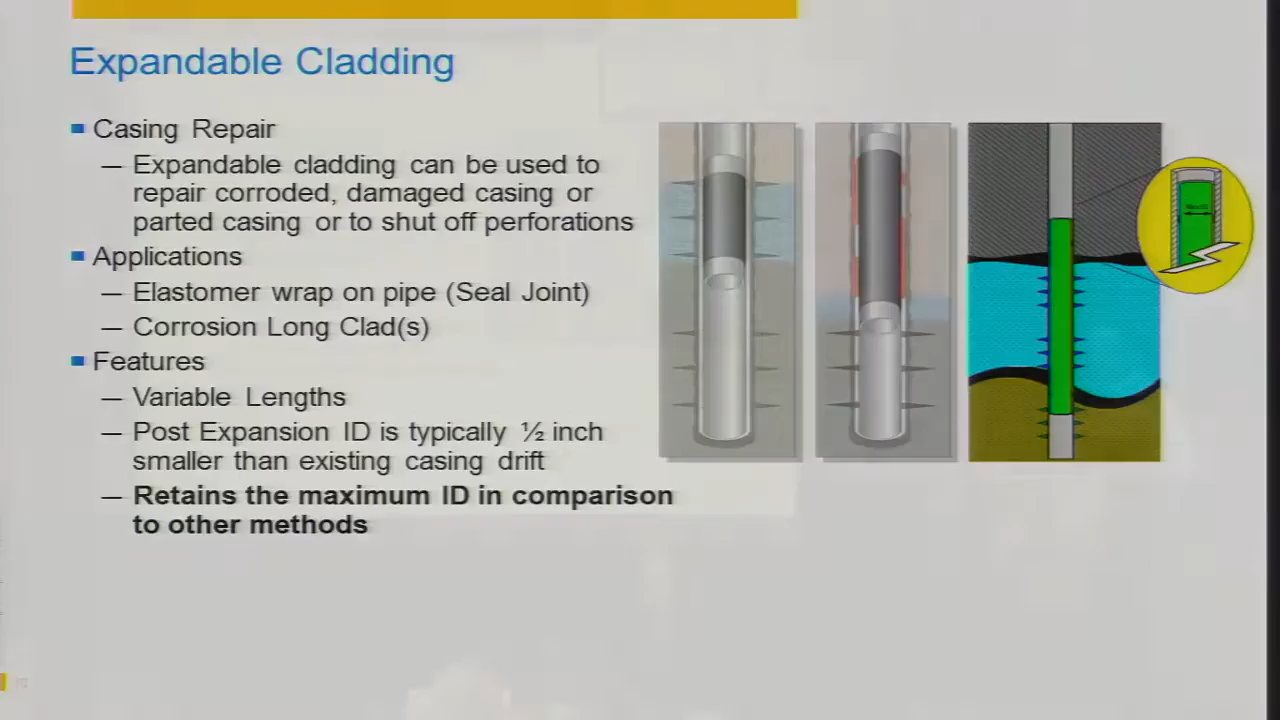 Expandable Cladding
Casing Repair
— Expandable cladding can be used to
repair corroded, damaged casing or
parted casing or to shut off perforations
Applications
— Elastomer wrap on pipe (Seal Joint)
— Corrosion Long Clad(s)
Features
— Variable Lengths
— Post Expansion ID is typically ½ inch
smaller than existing casing drift
— Retains the maximum ID in comparison
to other methods